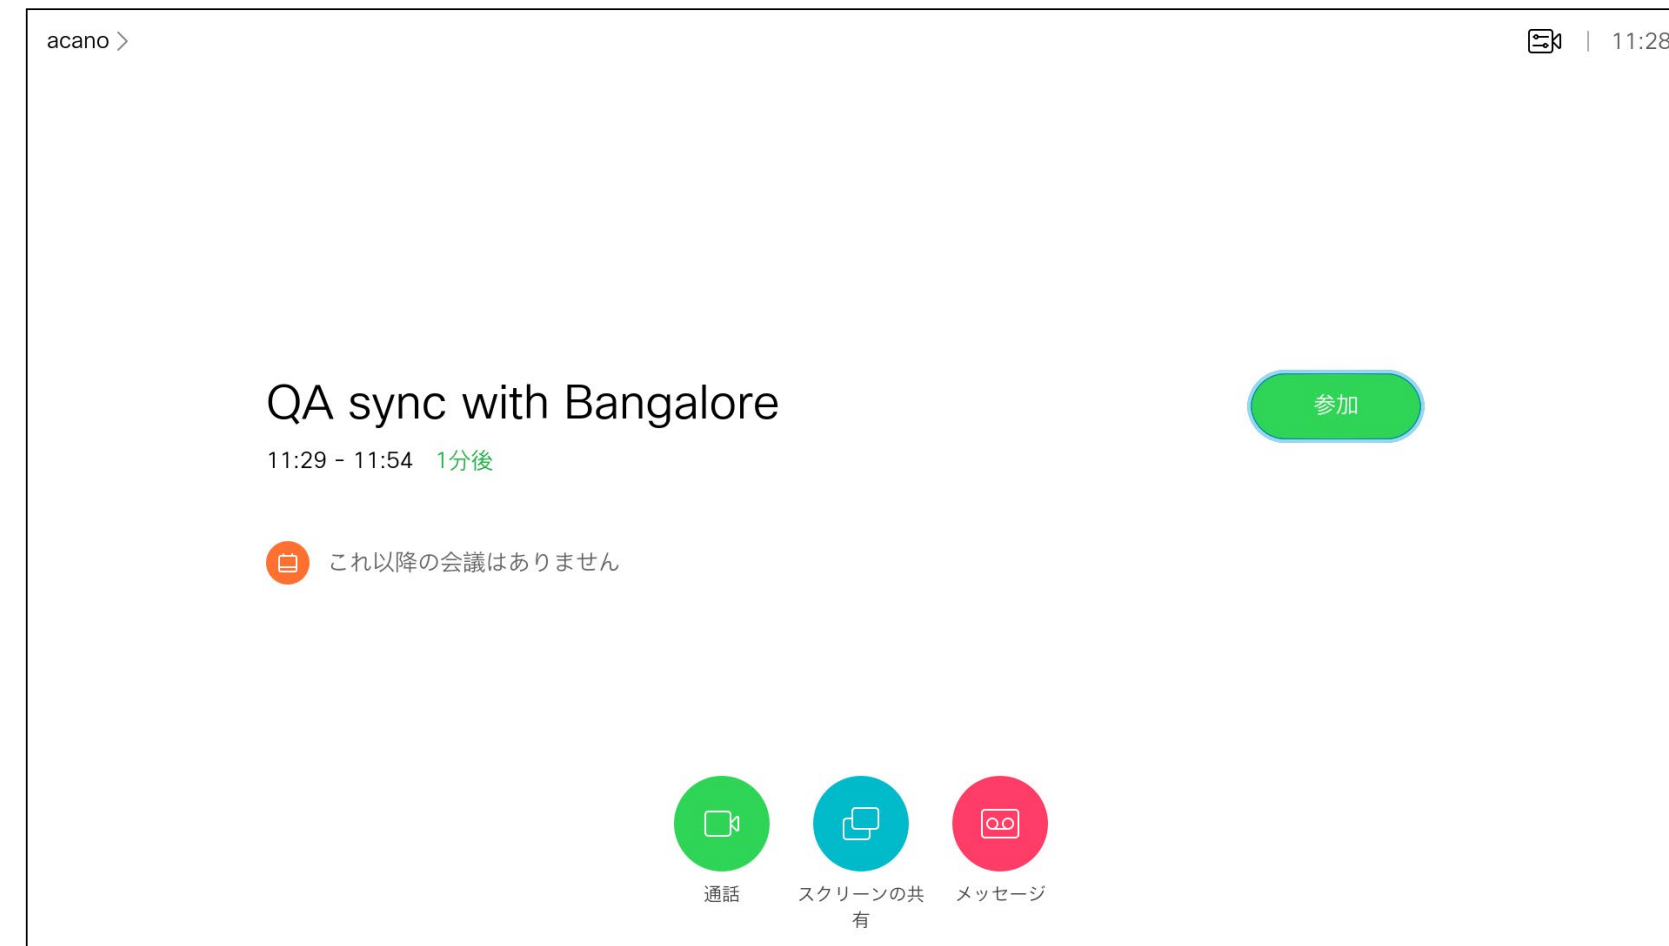 acano
11:28
QA sync with Bangalore
参加
11:29 - 11:54 1分後
これ以降の会議はありません
通話
スクリーンの共
有
メッセージ